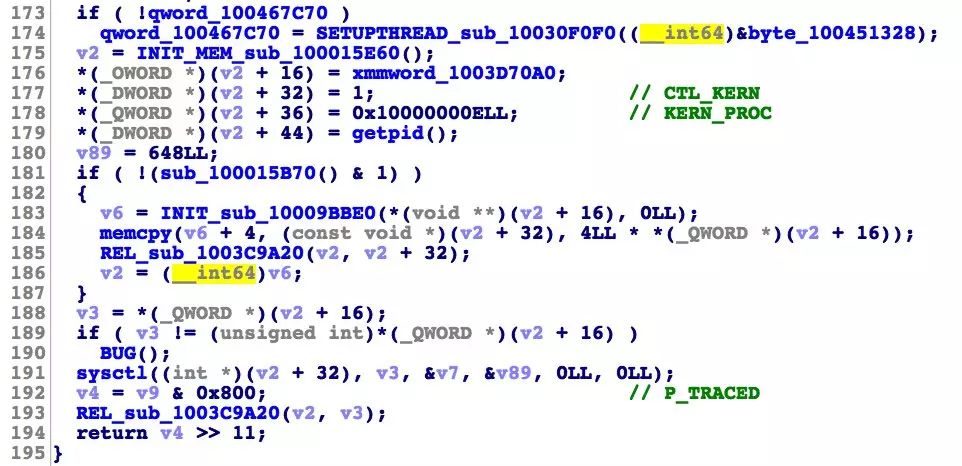 173 if ( !qword_100467C70 )
174 qword_100467C70 = SETUPTHREAD_sub_10030F0F0((__int64)&byte_100451328);
175 v2 = INIT_MEM_sub_100015E60();
176 *(_OWORD *)(v2 + 16) = xmmword_1003D70A0;
177 *(_DWORD *)(v2 + 32) = 1; // CTL_KERN
178 *(_QWORD *)(v2 + 36) = 0x10000000ELL; // KERN_PROC
179 *(_DWORD *)(v2 + 44) = getpid();
180 v89 = 648LL;
181 if ( !(sub_100015B70() & 1) )
182 {
183 v6 = INIT_sub_10009BBE0(*(void **)(v2 + 16), 0LL);
184 memcpy(v6 + 4, (const void *)(v2 + 32), 4LL * *(_QWORD *)(v2 + 16));
185 REL_sub_1003C9A20(v2, v2 + 32);
186 v2 = (__int64)v6;
187 }
188 v3 = *(_QWORD *)(v2 + 16);
189 if ( v3 != (unsigned int)*(_QWORD *)(v2 + 16) )
190 BUG();
191 sysctl((int *)(v2 + 32), v3, &v7, &v89, 0LL, 0LL);
192 v4 = v9 & 0x800; // P_TRACED
193 REL_sub_1003C9A20(v2, v3);
194 return v4 >> 11;
195 }